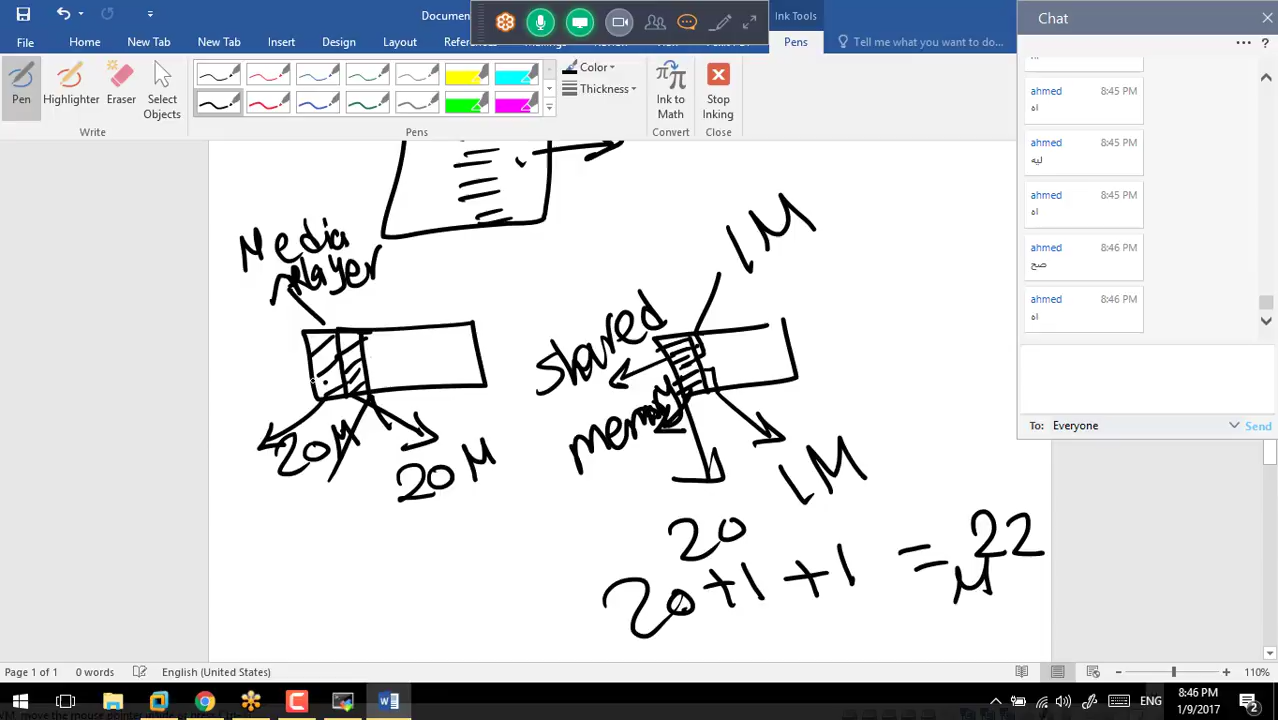 Documen
Ink Tools
Chat
File
Home
New Tab
New Tab
Insert
Design
Layout
References
Pens
Tell me what you want to do...
Pen
Highlighter
Eraser
Select Objects
Color
Thickness
Ink to Math
Stop Inking
Write
Pens
Convert
Close
ahmed 8:45 PM
اه
ahmed 8:45 PM
ليه
ahmed 8:45 PM
اه
ahmed 8:46 PM
صح
ahmed 8:46 PM
اه
To: Everyone
Send
Media
Player
20M
20M
1M
shared
memory
1M
20
20+1+1 = 22
M
Page 1 of 1
0 words
English (United States)
110%
ENG
8:46 PM
1/9/2017
2